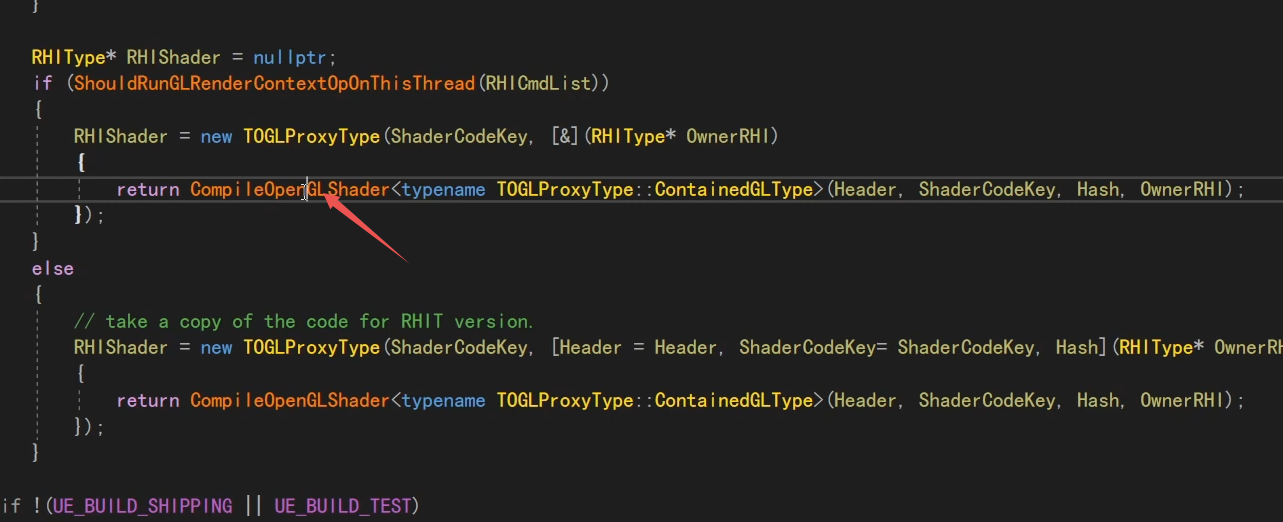 }
RHIType* RHIShader = nullptr;
if (ShouldRunGLRenderContextOpOnThisThread(RHICmdList))
{
RHIShader = new TOGLProxyType(ShaderCodeKey, [&](RHIType* OwnerRHI)
{
return CompileOpenGLShader<typename TOGLProxyType::ContainedGLType>(Header, ShaderCodeKey, Hash, OwnerRHI);
});
}
else
{
// take a copy of the code for RHIT version.
RHIShader = new TOGLProxyType(ShaderCodeKey, [Header = Header, ShaderCodeKey= ShaderCodeKey, Hash](RHIType* OwnerRH
{
return CompileOpenGLShader<typename TOGLProxyType::ContainedGLType>(Header, ShaderCodeKey, Hash, OwnerRHI);
});
}
if !(UE_BUILD_SHIPPING || UE_BUILD_TEST)